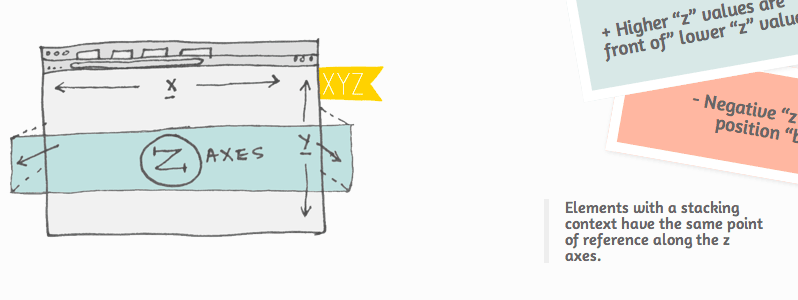 X
XYZ
Y
Z AXES
+ Higher “z” values are
front of” lower “z”
- Negative
position
Elements with a stacking
context have the same point
of reference along the z
axes.